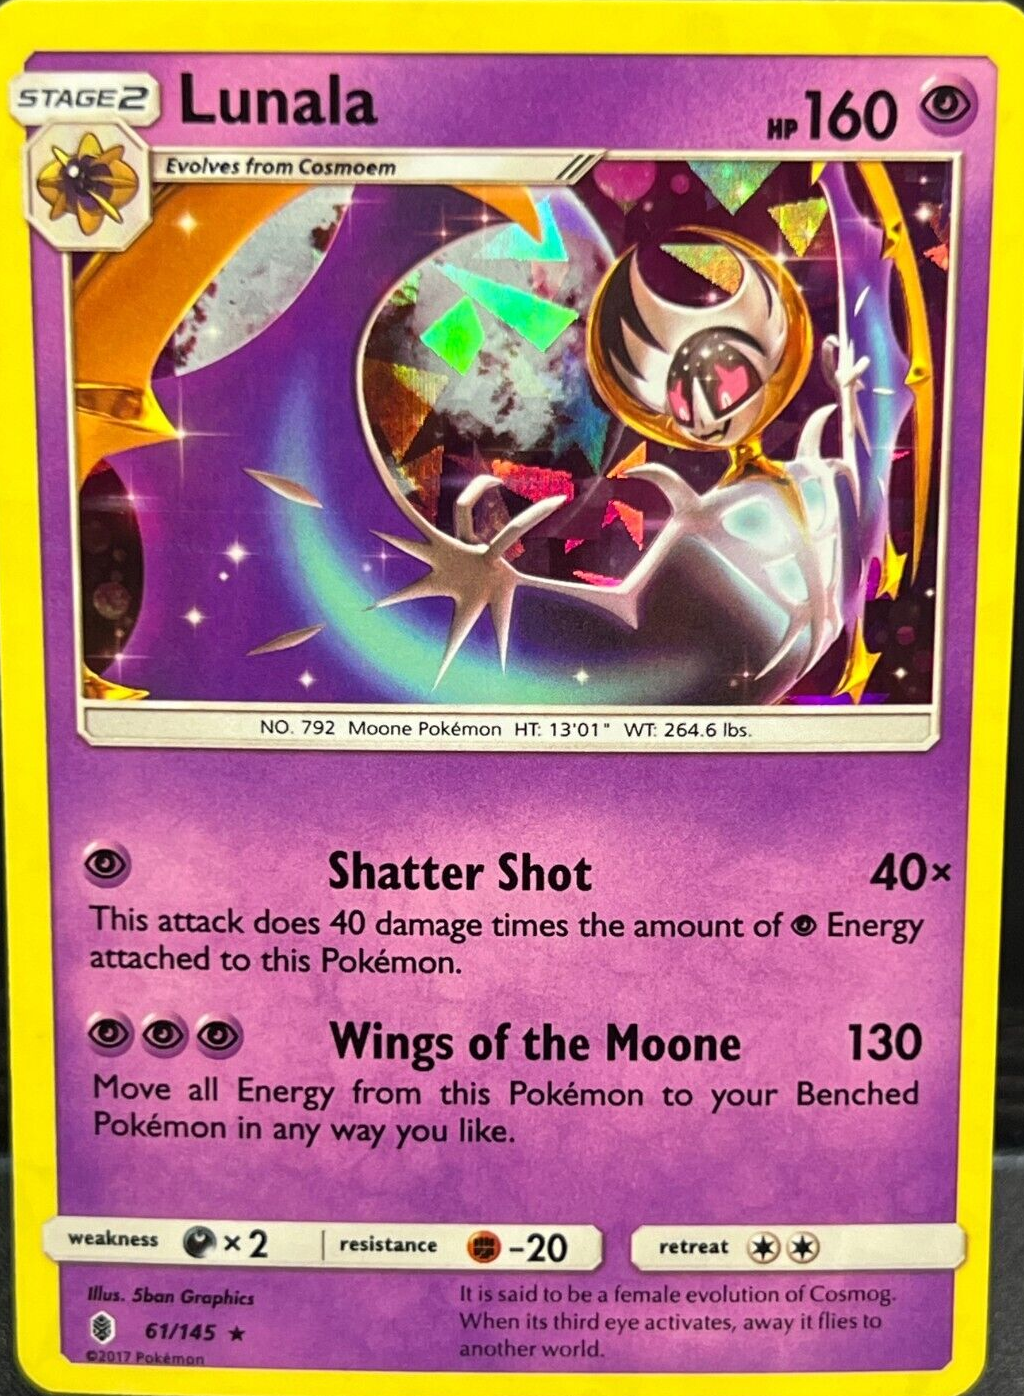 STAGE2 Lunala HP 160
Evolves from Cosmoem
NO. 792 Moone Pokémon HT: 13'01" WT: 264.6 lbs.
Shatter Shot 40×
This attack does 40 damage times the amount of Energy
attached to this Pokémon.
Wings of the Moone 130
Move all Energy from this Pokémon to your Benched
Pokémon in any way you like.
weakness ×2 resistance -20 retreat
Illus. 5ban Graphics
61/145 ★
©2017 Pokémon
It is said to be a female evolution of Cosmog.
When its third eye activates, away it flies to
another world.